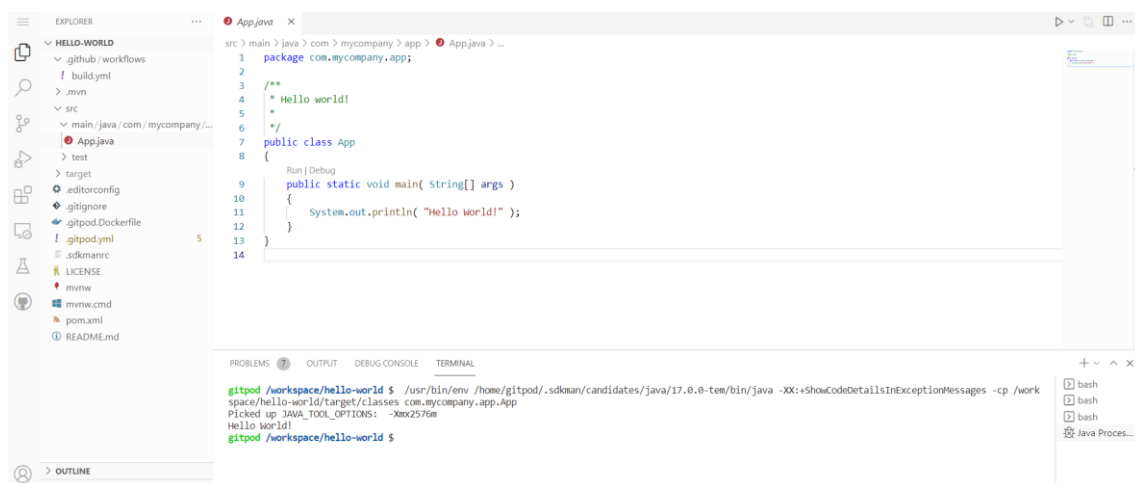 EXPLORER
HELLO-WORLD
.github/workflows
build.yml
.mvn
src
main/java/com/mycompany/...
App.java
test
target
.editorconfig
.gitignore
.gitpod.Dockerfile
.gitpod.yml 5
.sdkmanrc
LICENSE
mvnw
mvnw.cmd
pom.xml
README.md
OUTLINE
App.java
src > main > java > com > mycompany > app > App.java > ...
1 package com.mycompany.app;
2
3 /**
4 * Hello world!
5 *
6 */
7 public class App
8 {
Run | Debug
9 public static void main( String[] args )
10 {
11 System.out.println( "Hello World!" );
12 }
13 }
14
PROBLEMS 7 OUTPUT DEBUG CONSOLE TERMINAL
gitpod /workspace/hello-world $ /usr/bin/env /home/gitpod/.sdkman/candidates/java/17.0.0-tem/bin/java -XX:+ShowCodeDetailsInExceptionMessages -cp /work
space/hello-world/target/classes com.mycompany.app.App
Picked up JAVA_TOOL_OPTIONS: -Xmx2576m
Hello World!
gitpod /workspace/hello-world $
bash
bash
bash
Java Proces...